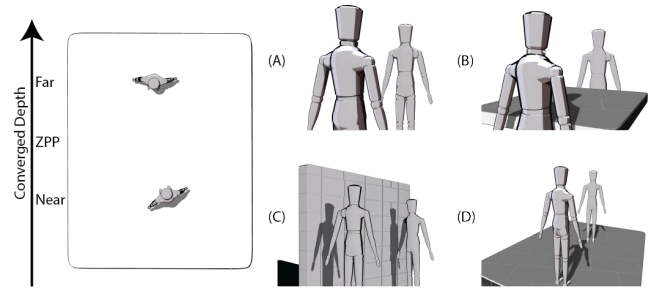 Converged Depth
Far
ZPP
Near
(A)
(B)
(C)
(D)